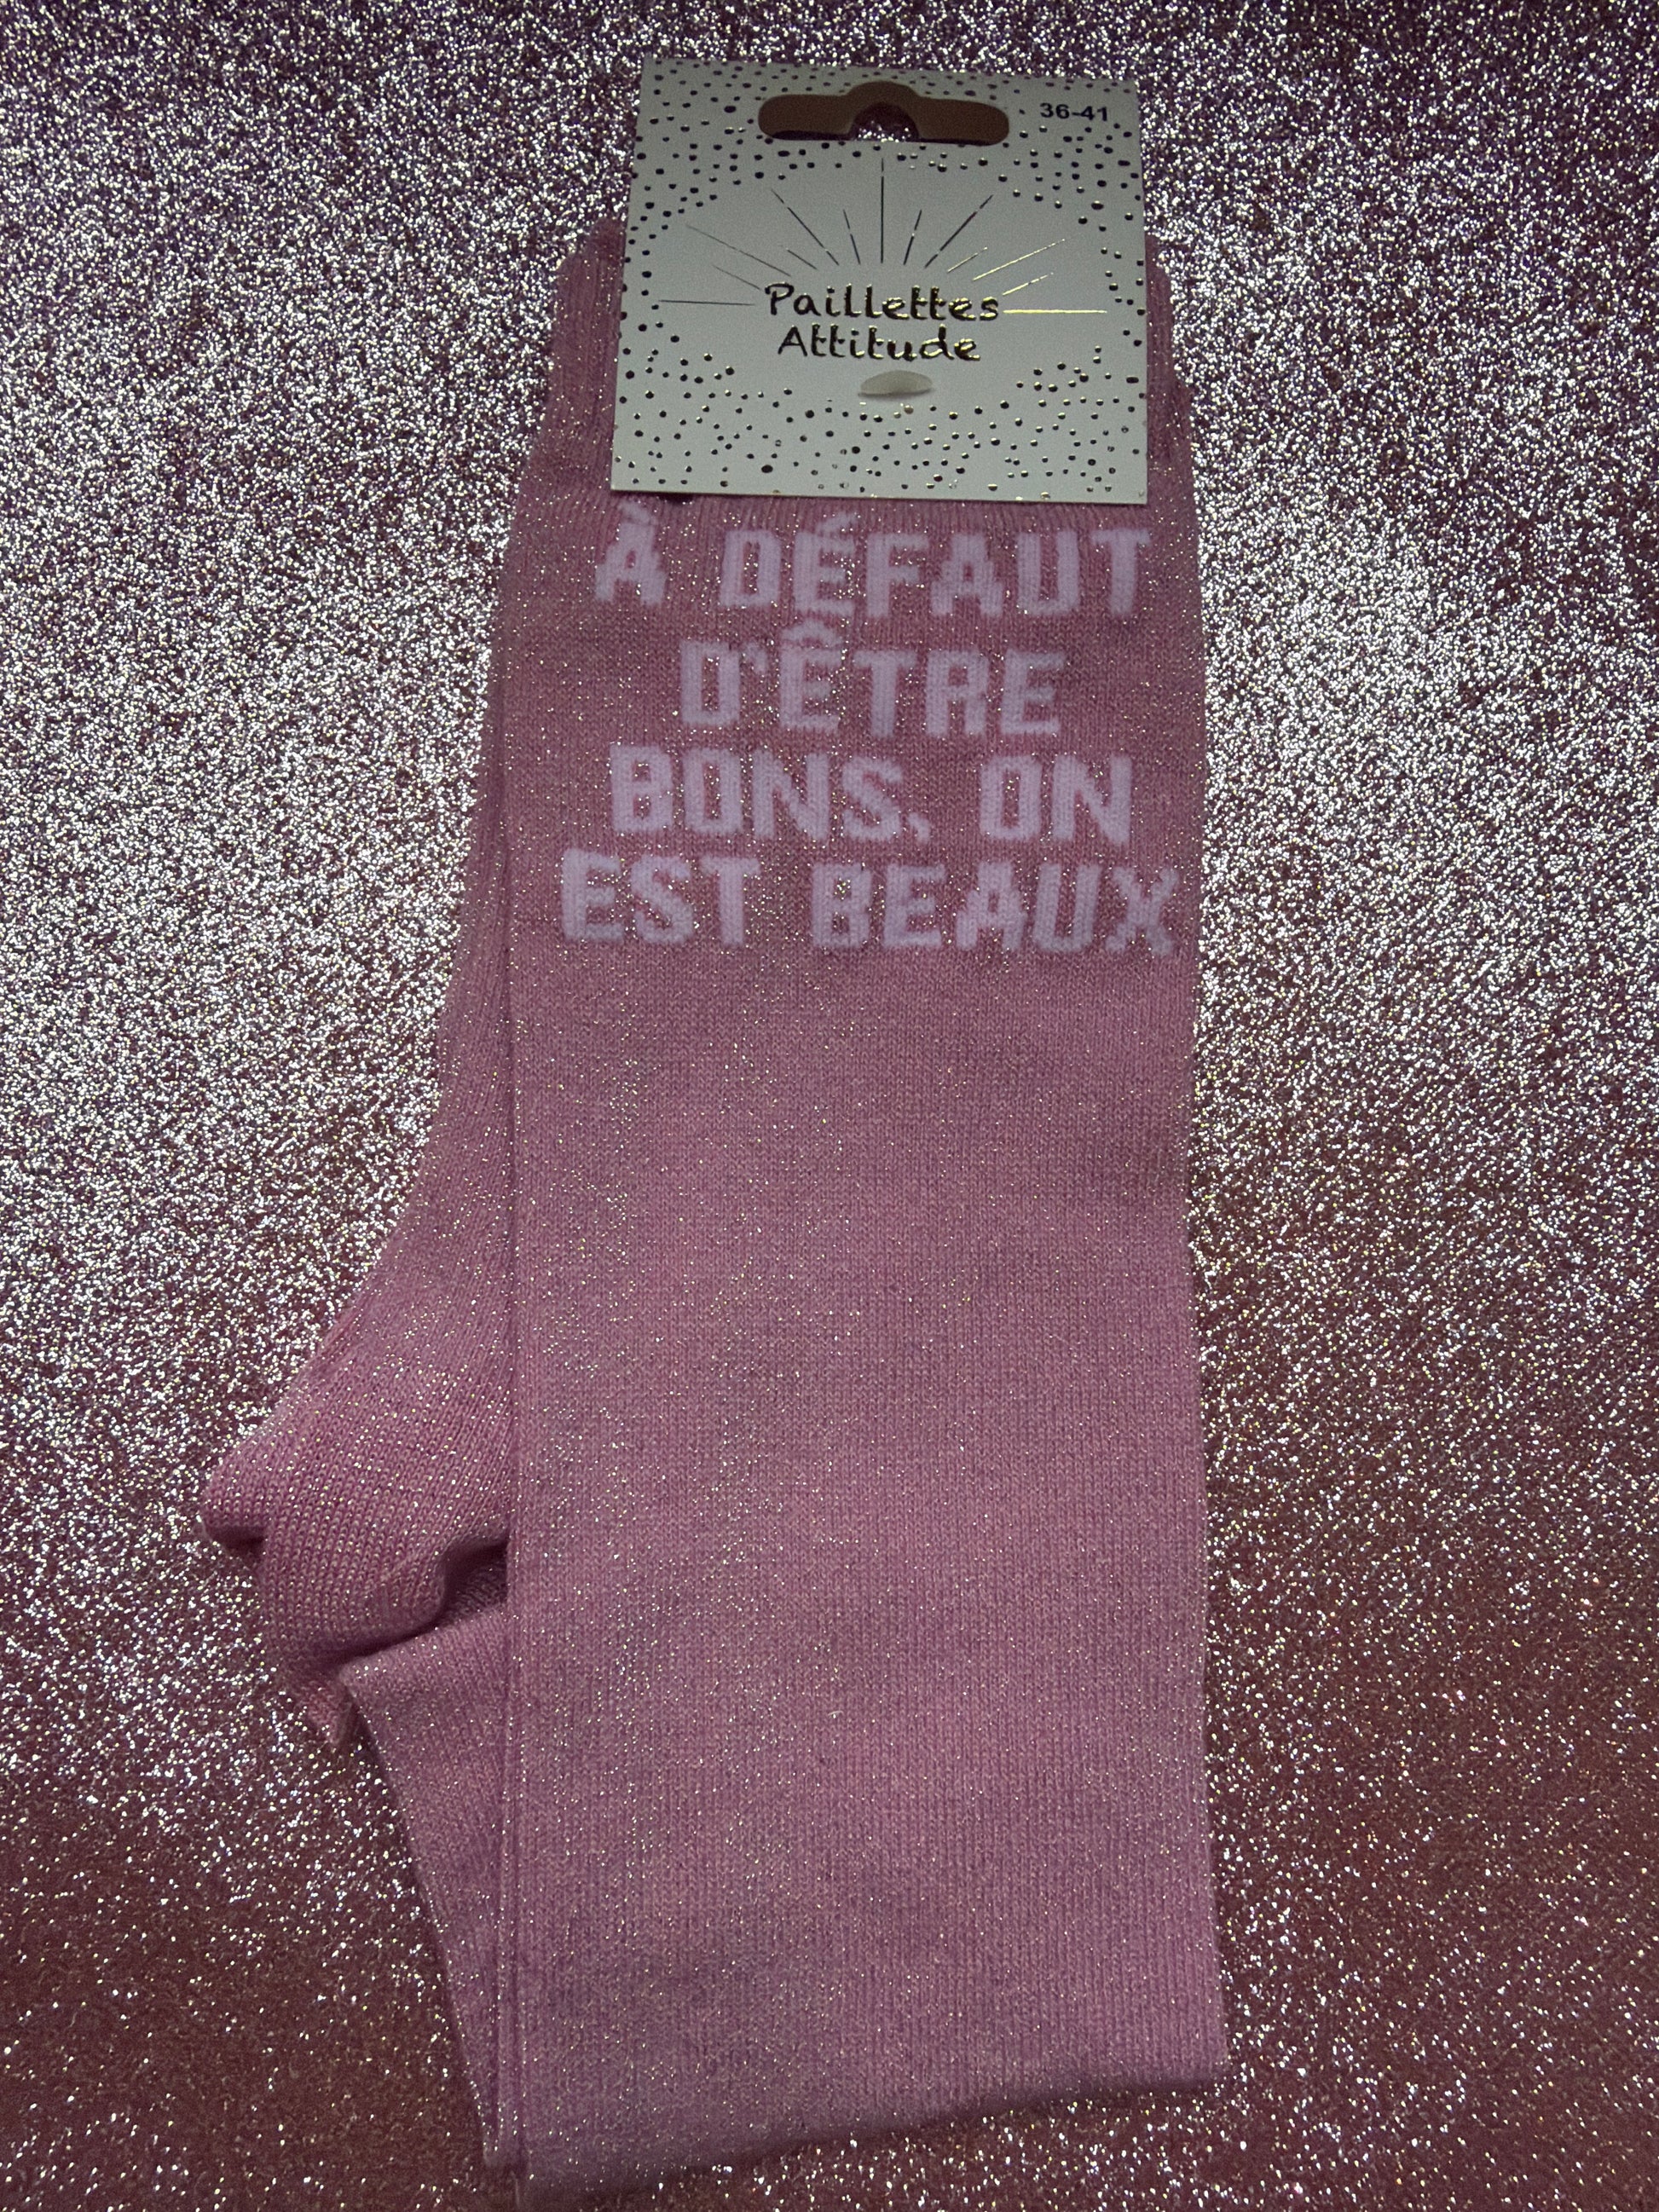 36-41
Paillettes
Attitude
À DÉFAUT
D'ÊTRE
BONS, ON
EST BEAUX